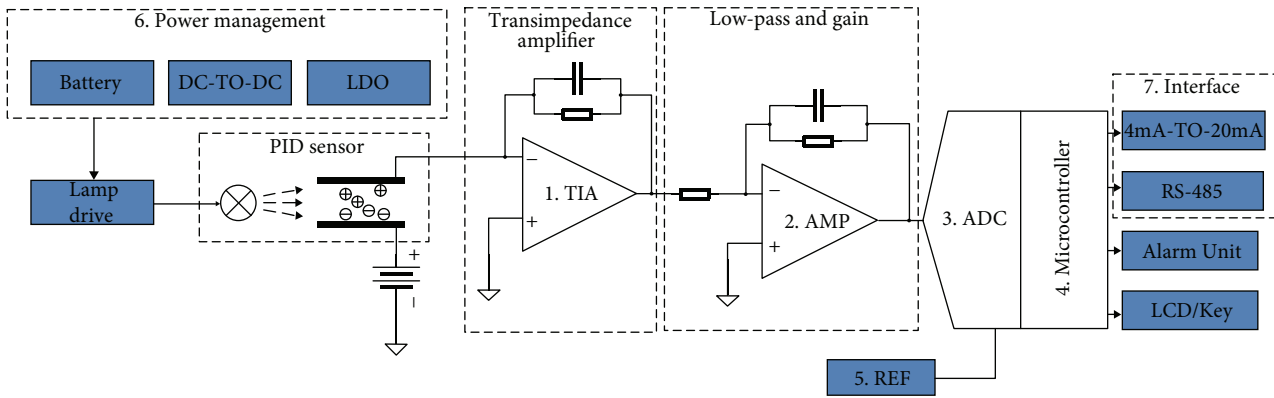 6. Power management
Battery
DC-TO-DC
LDO
Lamp
drive
PID sensor
+
−
Transimpedance
amplifier
−
1. TIA
+
Low-pass and gain
−
2. AMP
+
3. ADC
4. Microcontroller
5. REF
7. Interface
4mA-TO-20mA
RS-485
Alarm Unit
LCD/Key